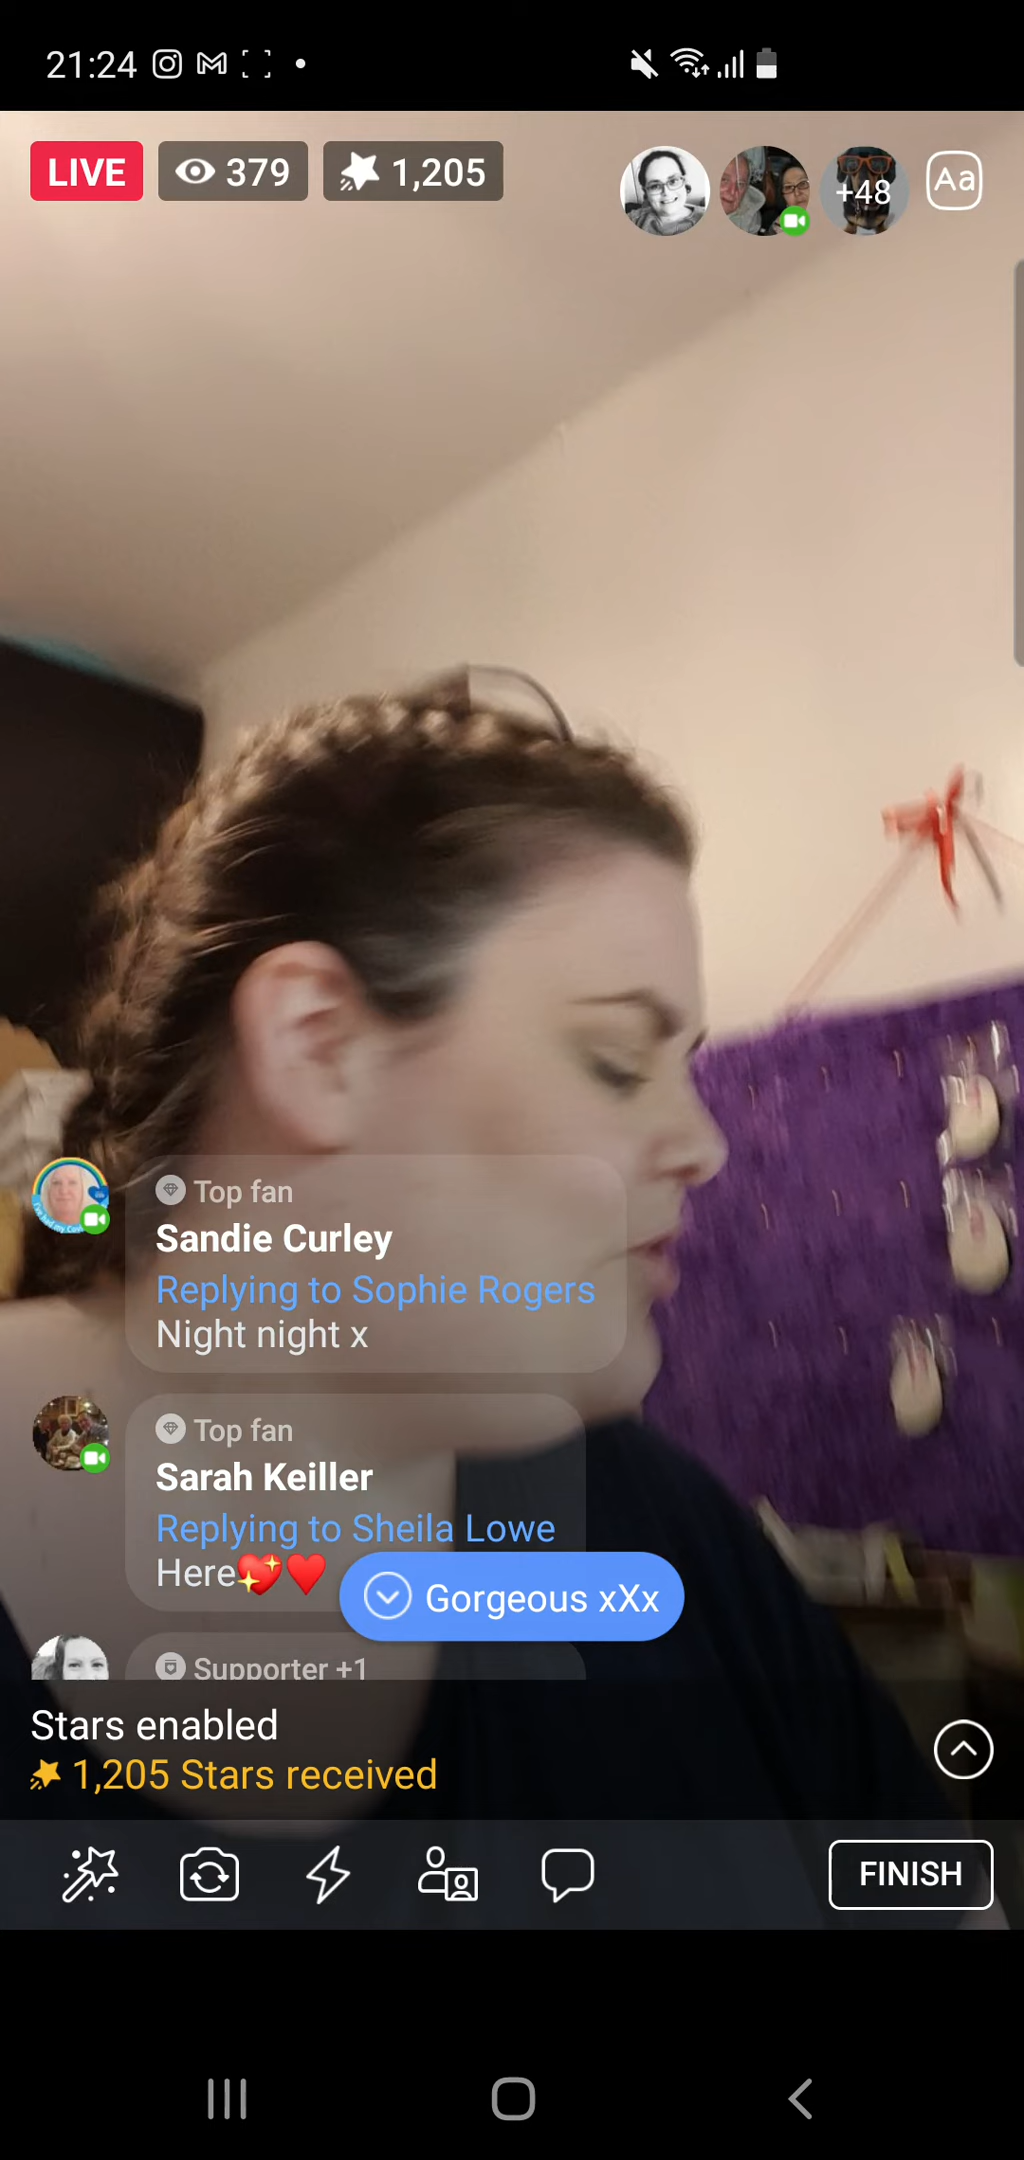 21:24
LIVE 379 1,205
+48 Aa
Top fan
Sandie Curley
Replying to Sophie Rogers
Night night x
Top fan
Sarah Keiller
Replying to Sheila Lowe
Here💖♥️
Gorgeous xXx
Supporter +1
Stars enabled
1,205 Stars received
FINISH